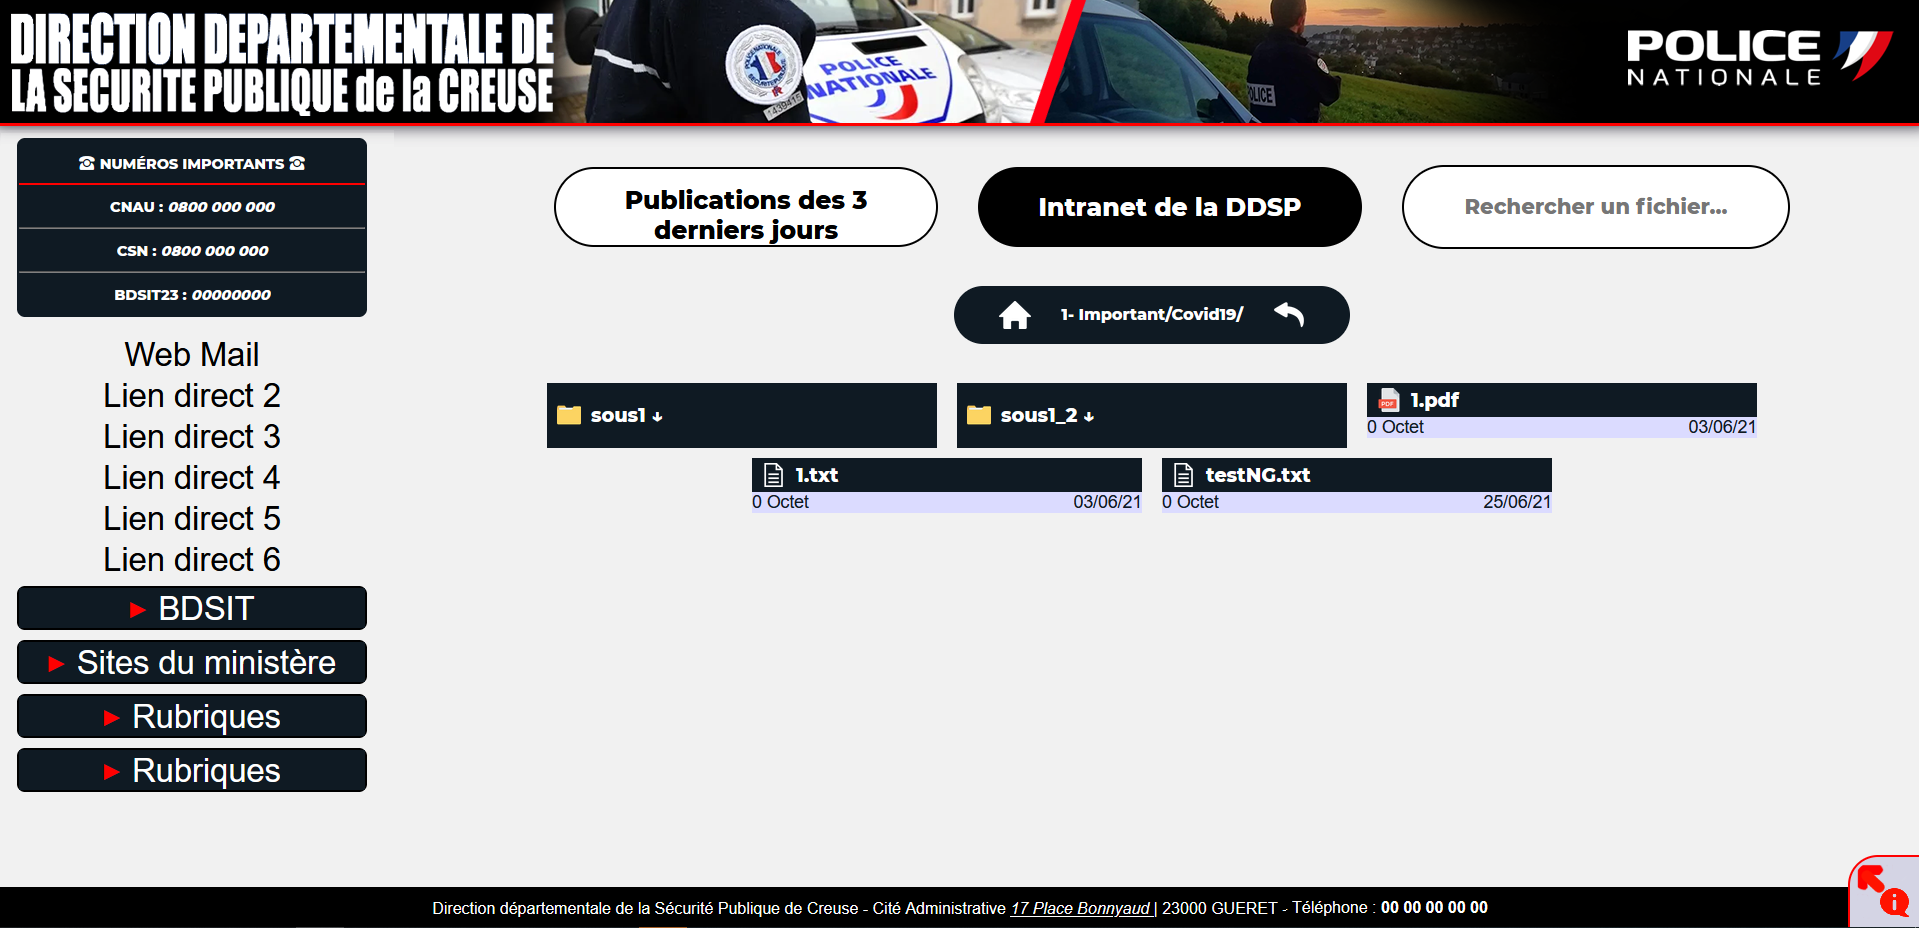 DIRECTION DEPARTEMENTALE DE
LA SECURITE PUBLIQUE de la CREUSE
POLICE
NATIONALE
1439415
POLICE
POLICE
NATIONALE
☎ NUMÉROS IMPORTANTS ☎
CNAU : 0800 000 000
CSN : 0800 000 000
BDSIT23 : 00000000
Web Mail
Lien direct 2
Lien direct 3
Lien direct 4
Lien direct 5
Lien direct 6
► BDSIT
► Sites du ministère
► Rubriques
► Rubriques
Publications des 3
derniers jours
Intranet de la DDSP
Rechercher un fichier...
1- Important/Covid19/
sous1 ↓
sous1_2 ↓
PDF
1.pdf
0 Octet 03/06/21
1.txt
0 Octet 03/06/21
testNG.txt
0 Octet 25/06/21
Direction départementale de la Sécurité Publique de Creuse - Cité Administrative 17 Place Bonnyaud | 23000 GUERET - Téléphone : 00 00 00 00 00
i